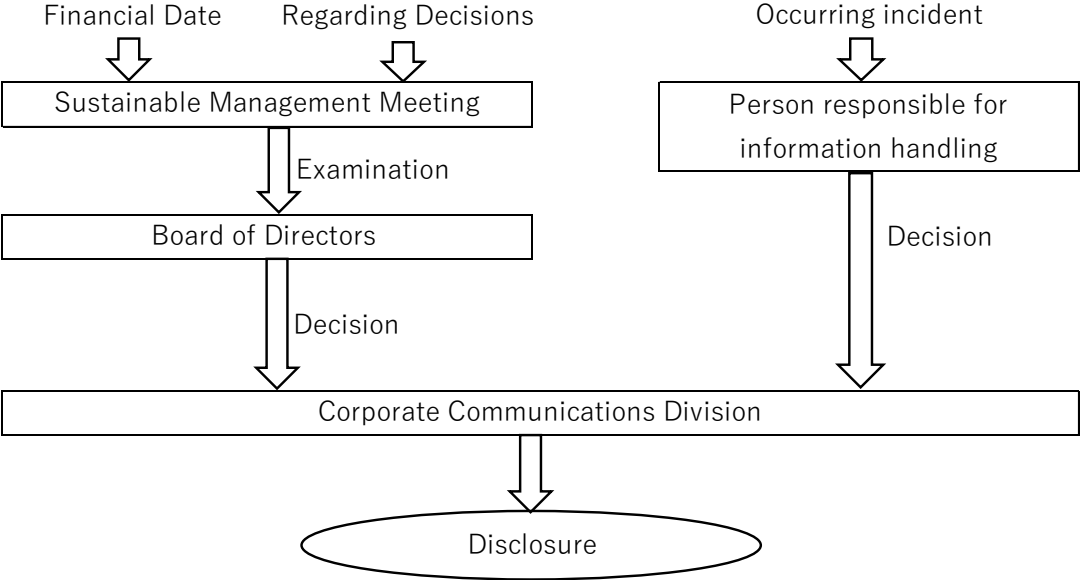 Financial Date
Regarding Decisions
Occurring incident
Sustainable Management Meeting
Person responsible for
information handling
Examination
Board of Directors
Decision
Decision
Corporate Communications Division
Disclosure